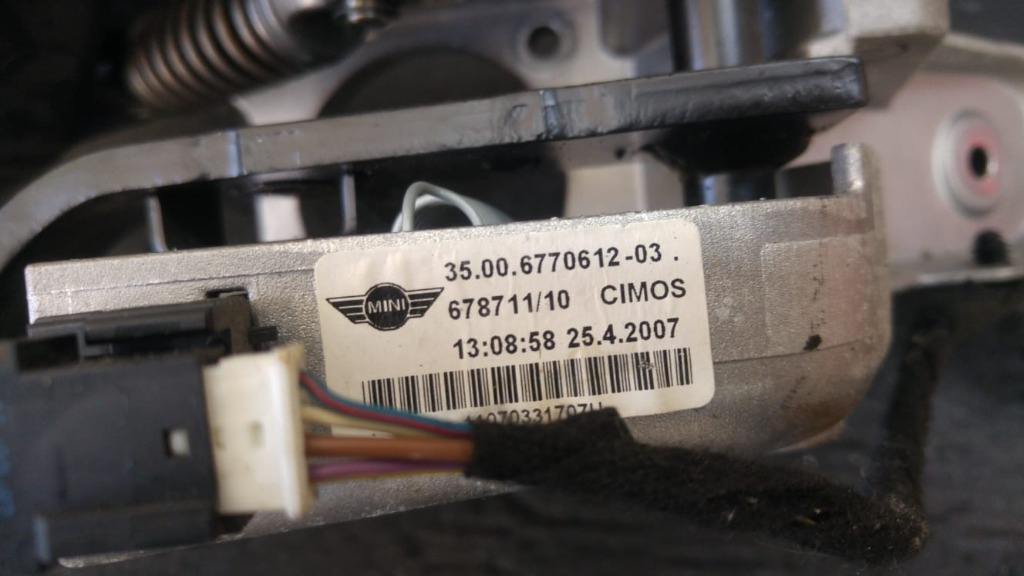 35.00.6770612-03 .
MINI
678711/10 CIMOS
13:08:58 25.4.2007